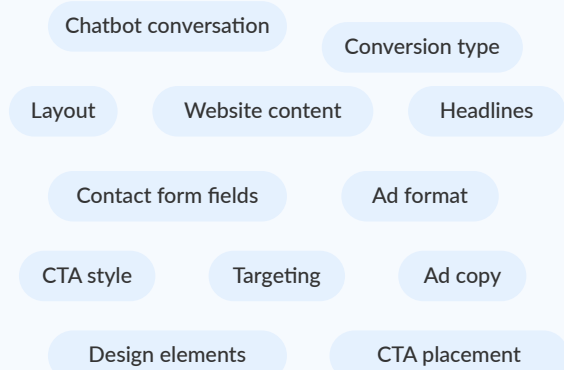 Chatbot conversation
Conversion type
Layout
Website content
Headlines
Contact form fields
Ad format
CTA style
Targeting
Ad copy
Design elements
CTA placement